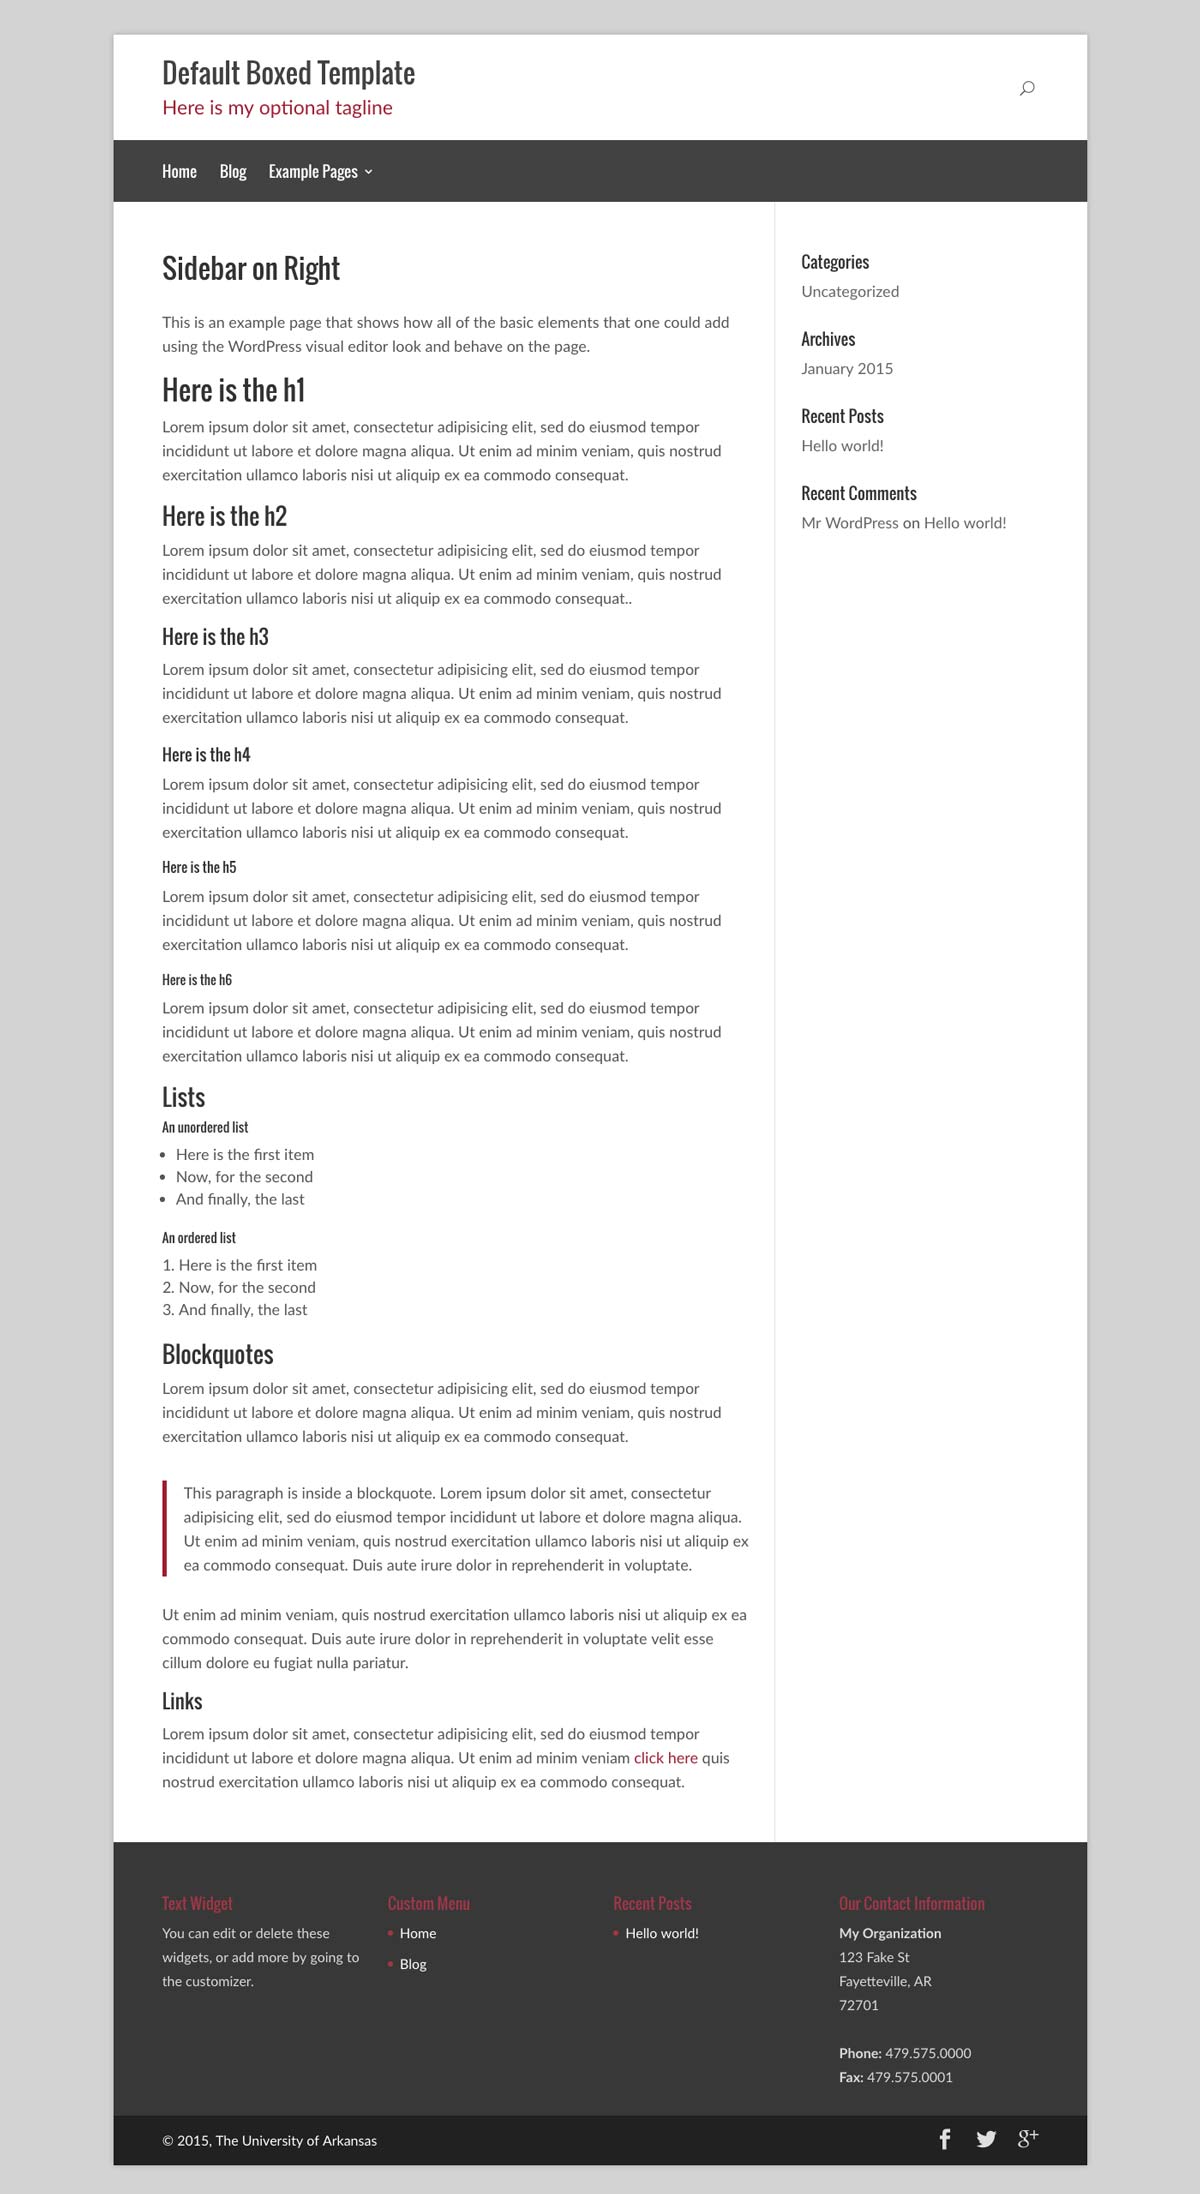 Default Boxed Template
Here is my optional tagline
Home Blog Example Pages
Sidebar on Right
This is an example page that shows how all of the basic elements that one could add
using the WordPress visual editor look and behave on the page.
Here is the h1
Lorem ipsum dolor sit amet, consectetur adipisicing elit, sed do eiusmod tempor
incididunt ut labore et dolore magna aliqua. Ut enim ad minim veniam, quis nostrud
exercitation ullamco laboris nisi ut aliquip ex ea commodo consequat.
Here is the h2
Lorem ipsum dolor sit amet, consectetur adipisicing elit, sed do eiusmod tempor
incididunt ut labore et dolore magna aliqua. Ut enim ad minim veniam, quis nostrud
exercitation ullamco laboris nisi ut aliquip ex ea commodo consequat..
Here is the h3
Lorem ipsum dolor sit amet, consectetur adipisicing elit, sed do eiusmod tempor
incididunt ut labore et dolore magna aliqua. Ut enim ad minim veniam, quis nostrud
exercitation ullamco laboris nisi ut aliquip ex ea commodo consequat.
Here is the h4
Lorem ipsum dolor sit amet, consectetur adipisicing elit, sed do eiusmod tempor
incididunt ut labore et dolore magna aliqua. Ut enim ad minim veniam, quis nostrud
exercitation ullamco laboris nisi ut aliquip ex ea commodo consequat.
Here is the h5
Lorem ipsum dolor sit amet, consectetur adipisicing elit, sed do eiusmod tempor
incididunt ut labore et dolore magna aliqua. Ut enim ad minim veniam, quis nostrud
exercitation ullamco laboris nisi ut aliquip ex ea commodo consequat.
Here is the h6
Lorem ipsum dolor sit amet, consectetur adipisicing elit, sed do eiusmod tempor
incididunt ut labore et dolore magna aliqua. Ut enim ad minim veniam, quis nostrud
exercitation ullamco laboris nisi ut aliquip ex ea commodo consequat.
Lists
An unordered list
• Here is the first item
• Now, for the second
• And finally, the last
An ordered list
1. Here is the first item
2. Now, for the second
3. And finally, the last
Blockquotes
Lorem ipsum dolor sit amet, consectetur adipisicing elit, sed do eiusmod tempor
incididunt ut labore et dolore magna aliqua. Ut enim ad minim veniam, quis nostrud
exercitation ullamco laboris nisi ut aliquip ex ea commodo consequat.
This paragraph is inside a blockquote. Lorem ipsum dolor sit amet, consectetur
adipisicing elit, sed do eiusmod tempor incididunt ut labore et dolore magna aliqua.
Ut enim ad minim veniam, quis nostrud exercitation ullamco laboris nisi ut aliquip ex
ea commodo consequat. Duis aute irure dolor in reprehenderit in voluptate.
Ut enim ad minim veniam, quis nostrud exercitation ullamco laboris nisi ut aliquip ex ea
commodo consequat. Duis aute irure dolor in reprehenderit in voluptate velit esse
cillum dolore eu fugiat nulla pariatur.
Links
Lorem ipsum dolor sit amet, consectetur adipisicing elit, sed do eiusmod tempor
incididunt ut labore et dolore magna aliqua. Ut enim ad minim veniam click here quis
nostrud exercitation ullamco laboris nisi ut aliquip ex ea commodo consequat.
Categories
Uncategorized
Archives
January 2015
Recent Posts
Hello world!
Recent Comments
Mr WordPress on Hello world!
Text Widget
You can edit or delete these
widgets, or add more by going to
the customizer.
Custom Menu
• Home
• Blog
Recent Posts
• Hello world!
Our Contact Information
My Organization
123 Fake St
Fayetteville, AR
72701
Phone: 479.575.0000
Fax: 479.575.0001
© 2015, The University of Arkansas